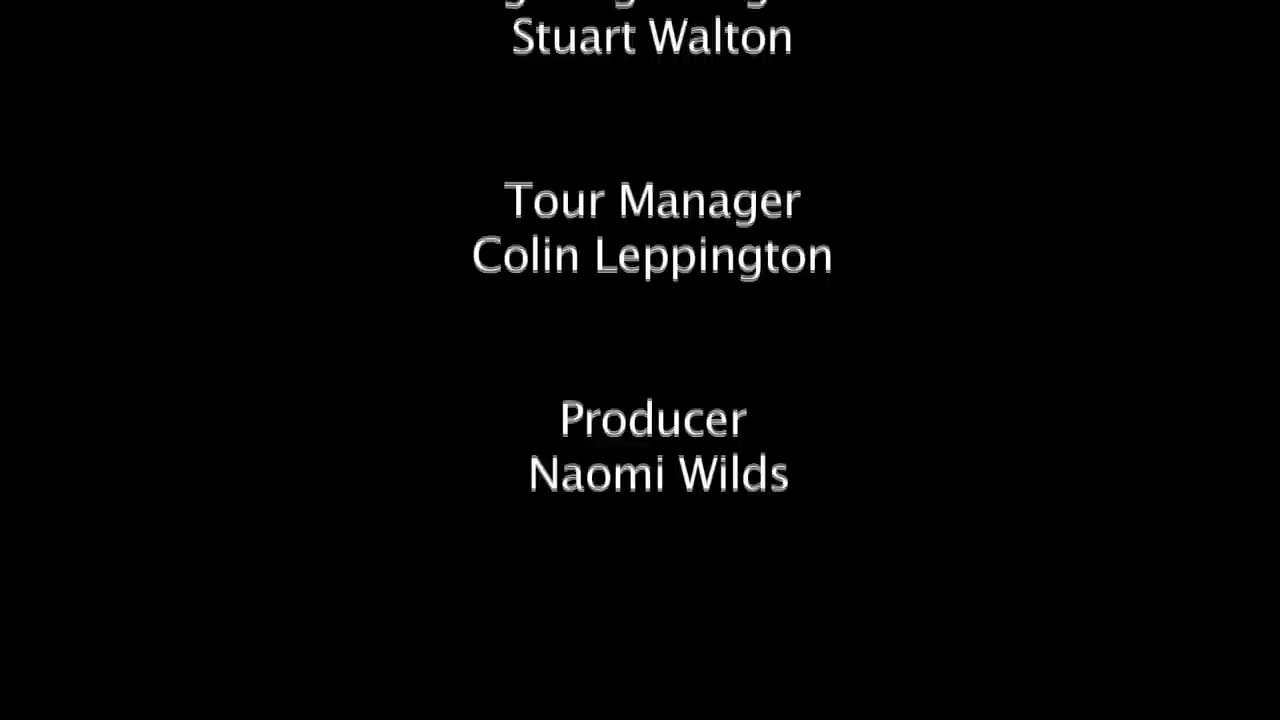 Stuart Walton
Tour Manager
Colin Leppington
Producer
Naomi Wilds